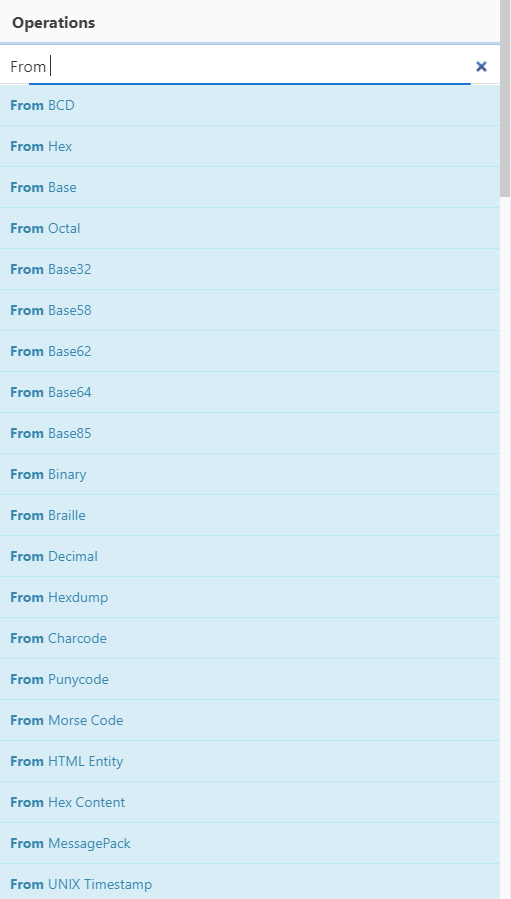 Operations
From
From BCD
From Hex
From Base
From Octal
From Base32
From Base58
From Base62
From Base64
From Base85
From Binary
From Braille
From Decimal
From Hexdump
From Charcode
From Punycode
From Morse Code
From HTML Entity
From Hex Content
From MessagePack
From UNIX Timestamp